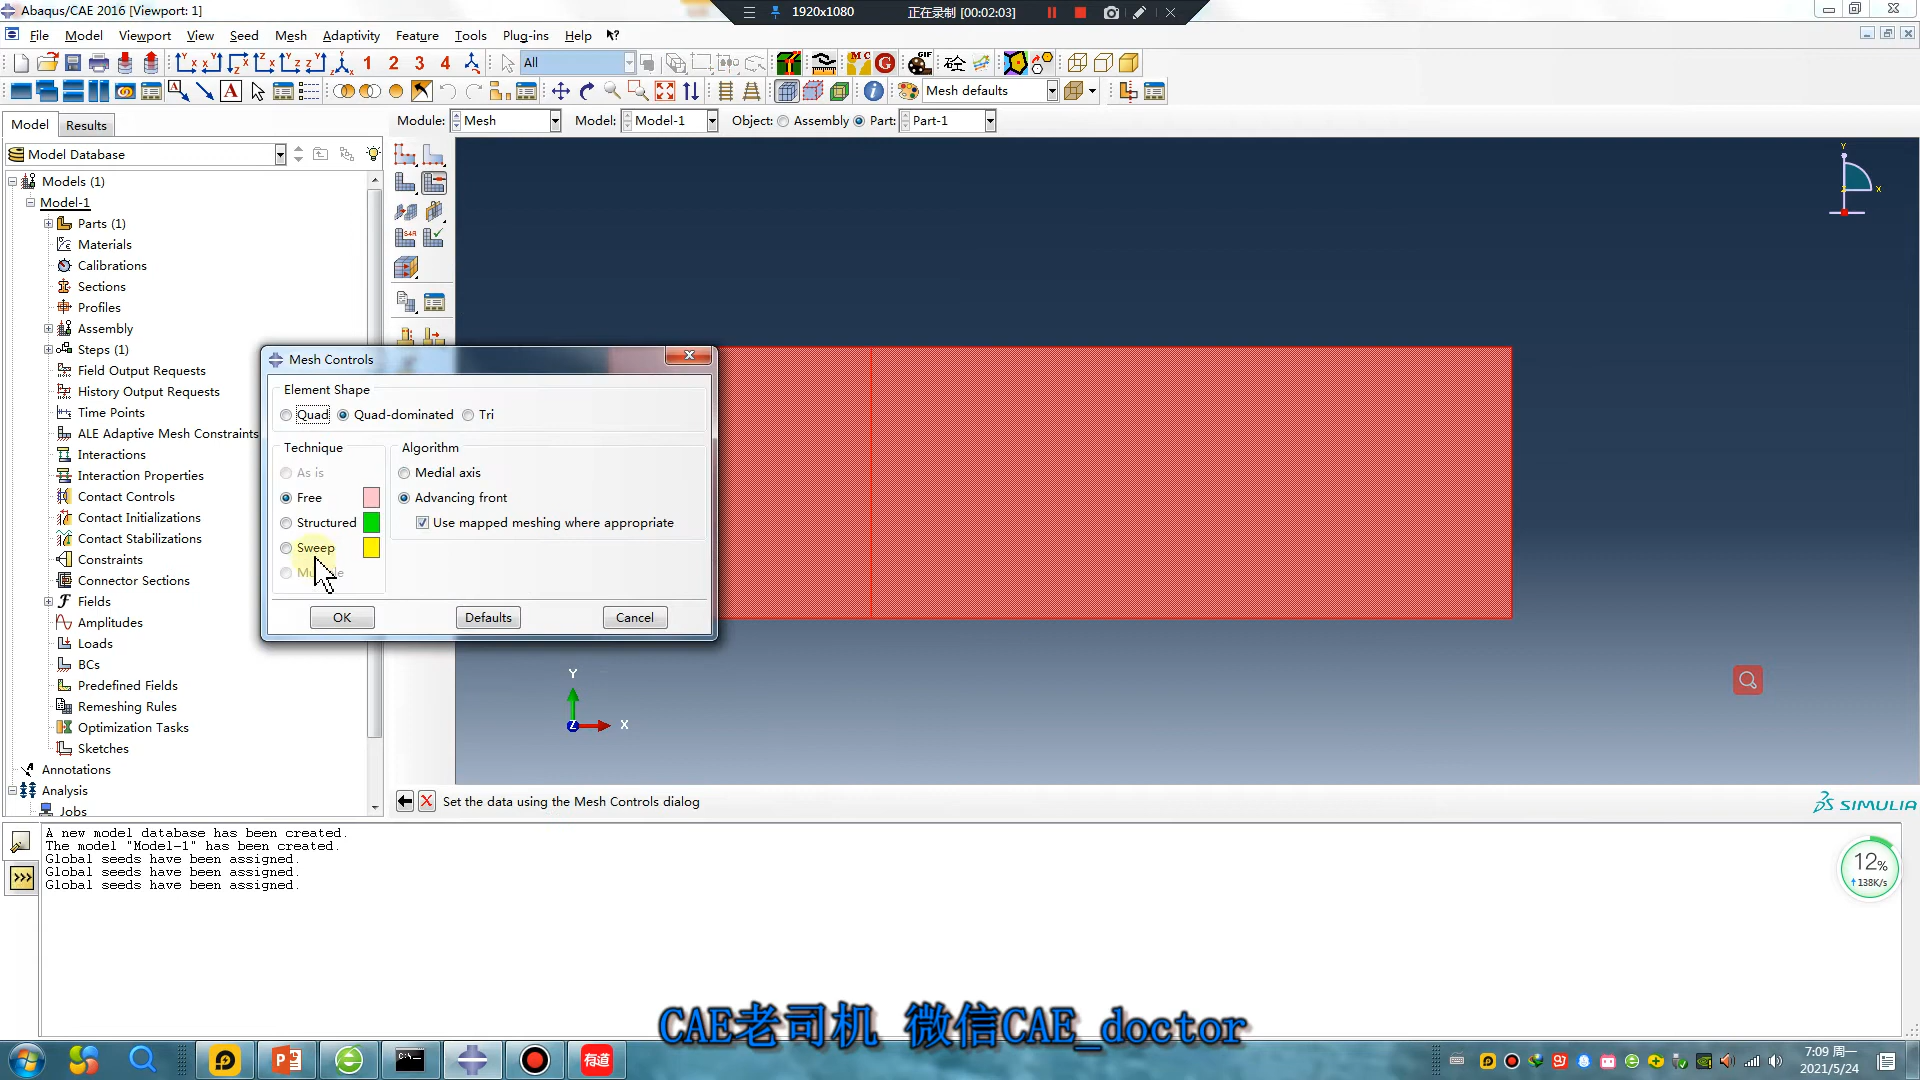 Abaqus/CAE 2016 [Viewport: 1]
1920x1080
正在录制 [00:02:03]
File Model Viewport View Seed Mesh Adaptivity Feature Tools Plug-ins Help
1 2 3 4
All
Mesh defaults
Model Results
Module: Mesh Model: Model-1 Object: Assembly Part: Part-1
Model Database
Models (1)
Model-1
Parts (1)
Materials
Calibrations
Sections
Profiles
Assembly
Steps (1)
Field Output Requests
History Output Requests
Time Points
ALE Adaptive Mesh Constraints
Interactions
Interaction Properties
Contact Controls
Contact Initializations
Contact Stabilizations
Constraints
Connector Sections
Fields
Amplitudes
Loads
BCs
Predefined Fields
Remeshing Rules
Optimization Tasks
Sketches
Annotations
Analysis
Jobs
Mesh Controls
Element Shape
Quad Quad-dominated Tri
Technique
As is
Free
Structured
Sweep
Algorithm
Medial axis
Advancing front
Use mapped meshing where appropriate
OK Defaults Cancel
Y
X
Z
Y
X
Set the data using the Mesh Controls dialog
SIMULIA
A new model database has been created.
The model "Model-1" has been created.
Global seeds have been assigned.
Global seeds have been assigned.
Global seeds have been assigned.
12%
138K/s
CAE老司机 微信CAE_doctor
有道
7:09 周一
2021/5/24